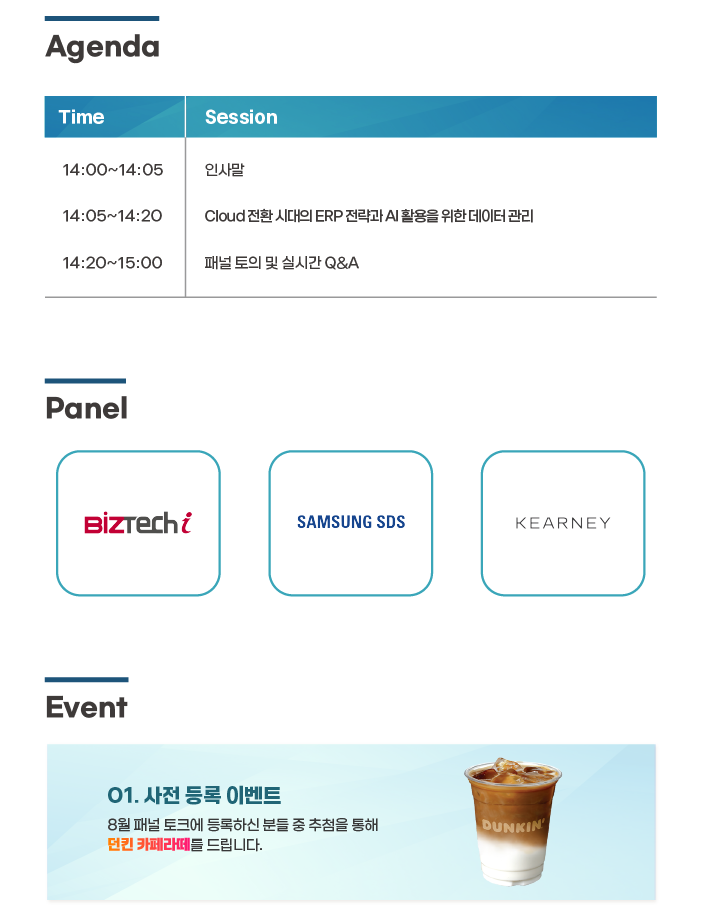 Agenda
Time Session
14:00~14:05 인사말
14:05~14:20 Cloud 전환 시대의 ERP 전략과 AI 활용을 위한 데이터 관리
14:20~15:00 패널 토의 및 실시간 Q&A
Panel
BIZTECH i SAMSUNG SDS KEARNEY
Event
01. 사전 등록 이벤트
8월 패널 토크에 등록하신 분들 중 추첨을 통해
던킨 카페라떼를 드립니다.
DUNKIN'